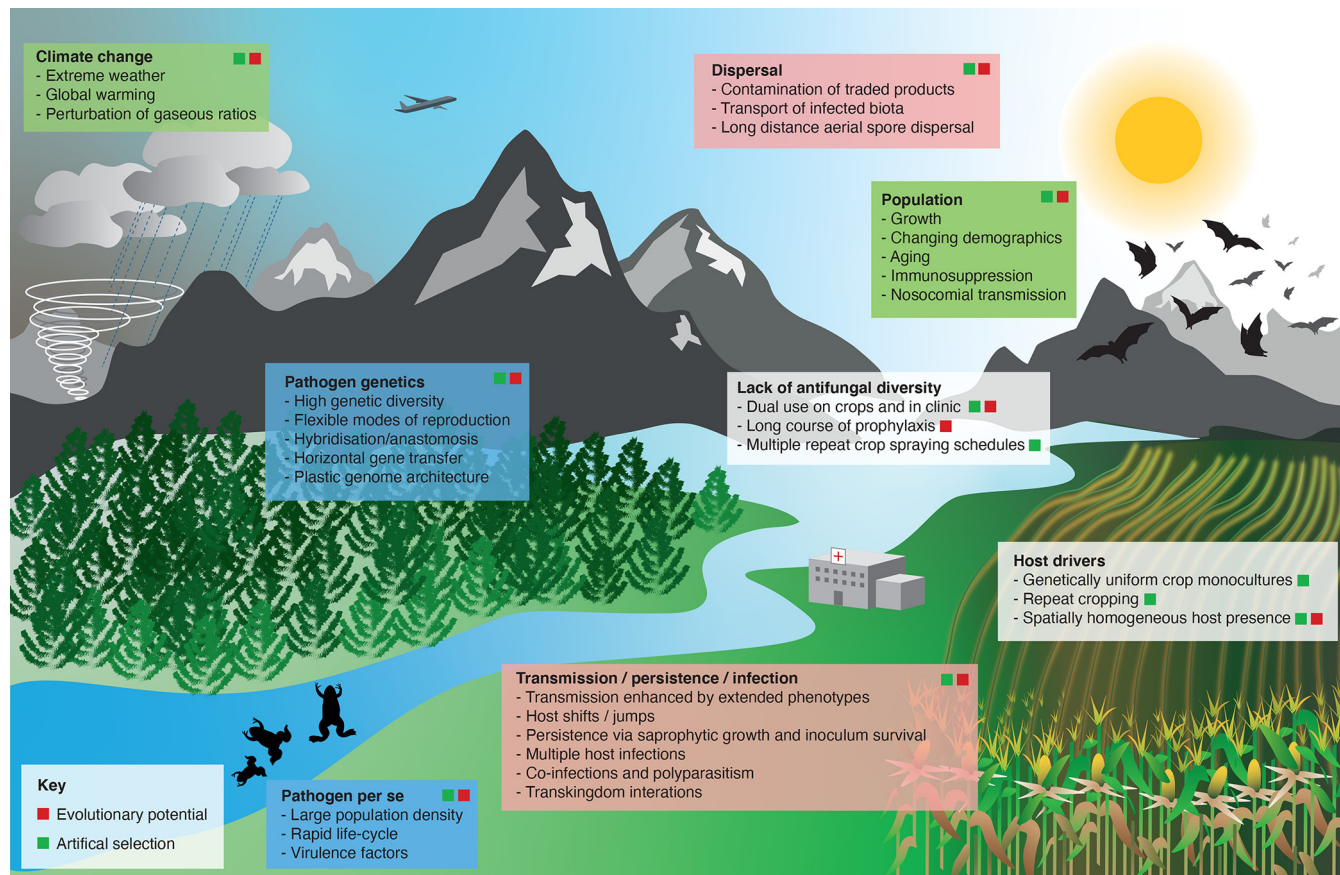 Climate change
- Extreme weather
- Global warming
- Perturbation of gaseous ratios
Dispersal
- Contamination of traded products
- Transport of infected biota
- Long distance aerial spore dispersal
Population
- Growth
- Changing demographics
- Aging
- Immunosuppression
- Nosocomial transmission
Pathogen genetics
- High genetic diversity
- Flexible modes of reproduction
- Hybridisation/anastomosis
- Horizontal gene transfer
- Plastic genome architecture
Lack of antifungal diversity
- Dual use on crops and in clinic
- Long course of prophylaxis
- Multiple repeat crop spraying schedules
Host drivers
- Genetically uniform crop monocultures
- Repeat cropping
- Spatially homogeneous host presence
Transmission / persistence / infection
- Transmission enhanced by extended phenotypes
- Host shifts / jumps
- Persistence via saprophytic growth and inoculum survival
- Multiple host infections
- Co-infections and polyparasitism
- Transkingdom interations
Key
Evolutionary potential
Artifical selection
Pathogen per se
- Large population density
- Rapid life-cycle
- Virulence factors